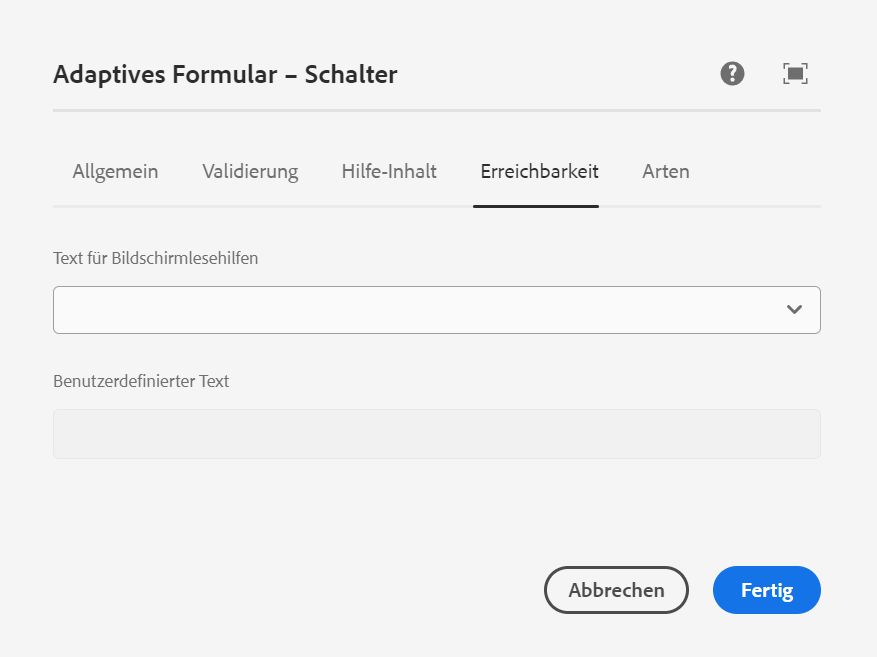 Adaptives Formular – Schalter
Allgemein Validierung Hilfe-Inhalt Erreichbarkeit Arten
Text für Bildschirmlesehilfen
Benutzerdefinierter Text
Abbrechen Fertig